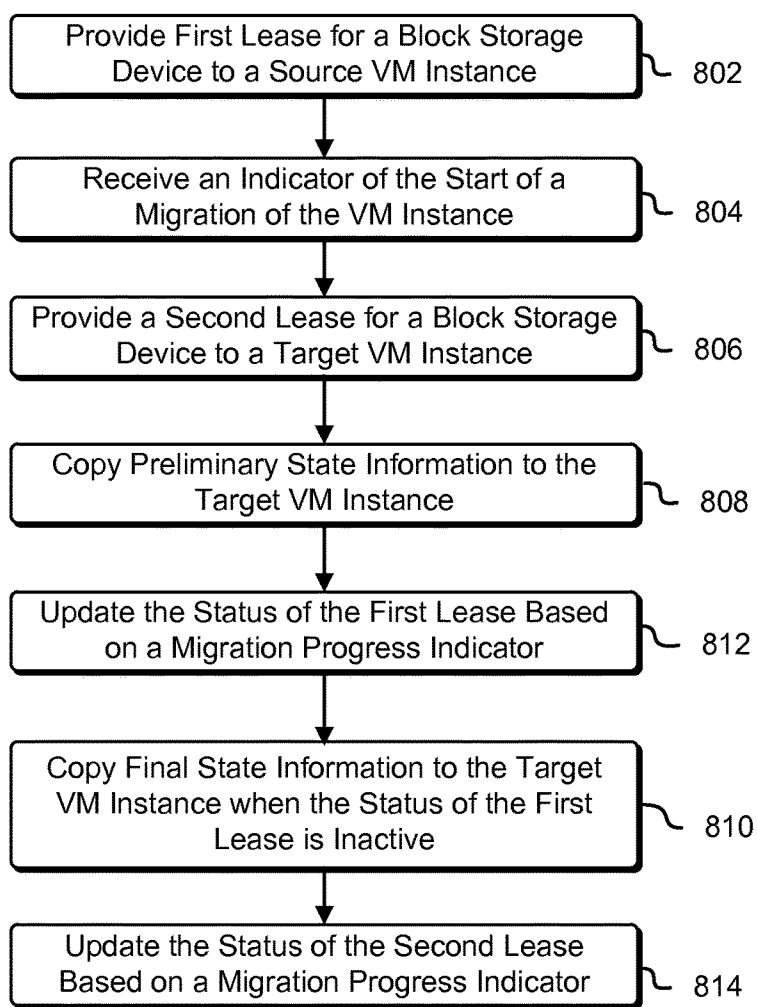 Provide First Lease for a Block Storage
Device to a Source VM Instance
802
Receive an Indicator of the Start of a
Migration of the VM Instance
804
Provide a Second Lease for a Block Storage
Device to a Target VM Instance
806
Copy Preliminary State Information to the
Target VM Instance
808
Update the Status of the First Lease Based
on a Migration Progress Indicator
812
Copy Final State Information to the Target
VM Instance when the Status of the First
Lease is Inactive
810
Update the Status of the Second Lease
Based on a Migration Progress Indicator
814